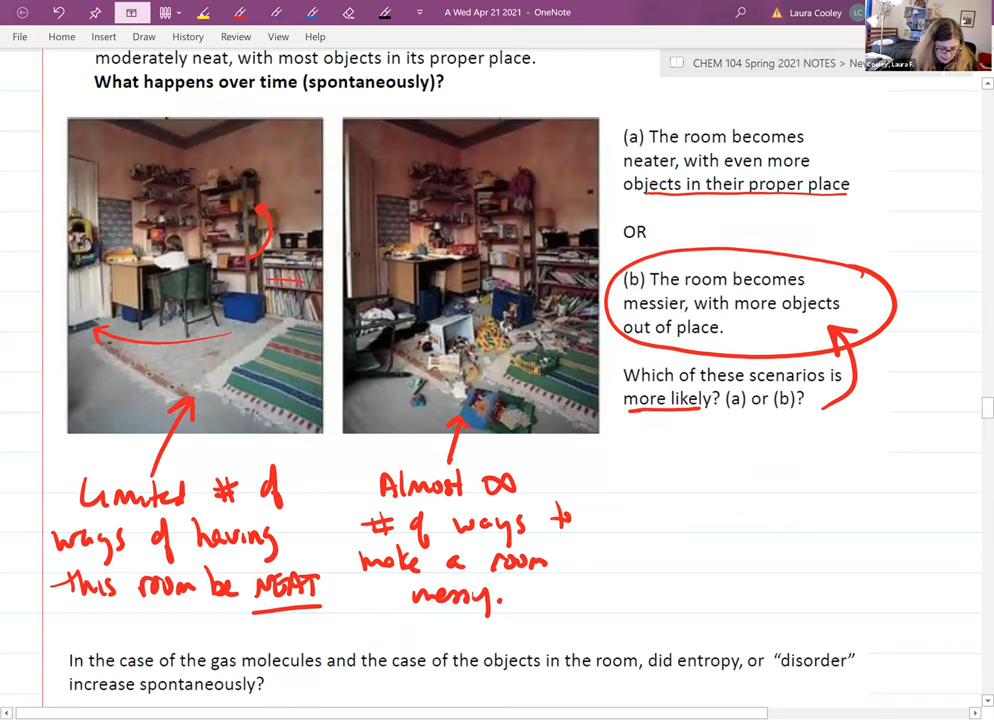 A Wed Apr 21 2021 - OneNote
Laura Cooley
LC
File Home Insert Draw History Review View Help
Cooley, Laura F.
CHEM 104 Spring 2021 NOTES > Ne
moderately neat, with most objects in its proper place.
What happens over time (spontaneously)?
(a) The room becomes
neater, with even more
objects in their proper place
OR
(b) The room becomes
messier, with more objects
out of place.
Which of these scenarios is
more likely? (a) or (b)?
Limited # of
ways of having
this room be NEAT
Almost ∞
# of ways to
make a room
messy.
In the case of the gas molecules and the case of the objects in the room, did entropy, or “disorder”
increase spontaneously?